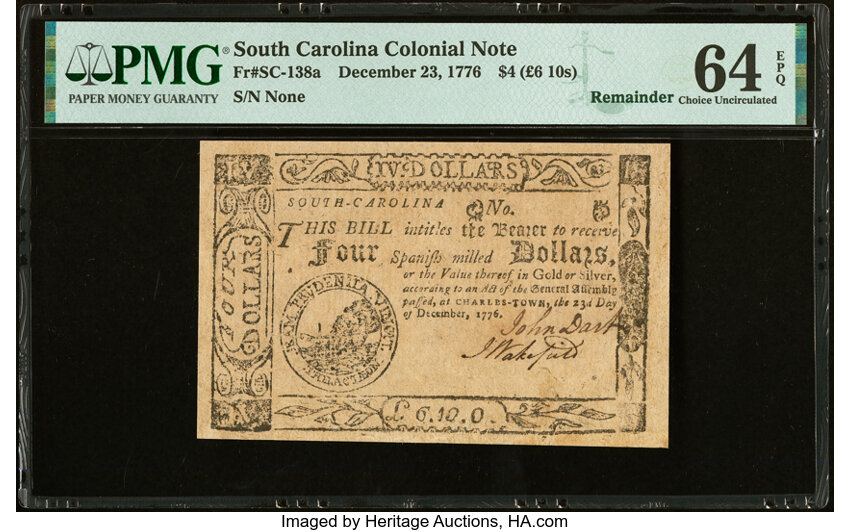 PMG®
PAPER MONEY GUARANTY
South Carolina Colonial Note
Fr#SC-138a December 23, 1776 $4 (£6 10s)
S/N None
Remainder
64 EPQ
Choice Uncirculated
IV. DOLLARS
SOUTH-CAROLINA No.
THIS BILL intitles the Bearer to receive
Four Spanish milled Dollars,
or the Value thereof in Gold or Silver,
according to an Act of the General Assembly
passed, at CHARLES-TOWN, the 23d Day
of December, 1776.
John Dart
J Wakefield
FOUR
DOLLARS
£. 6.10.0.
Imaged by Heritage Auctions, HA.com